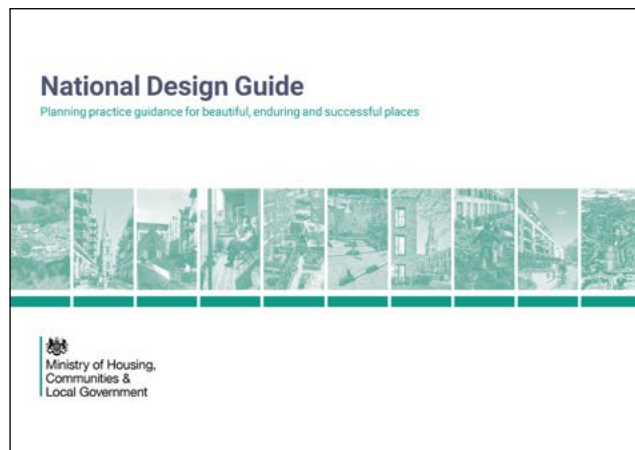 National Design Guide
Planning practice guidance for beautiful, enduring and successful places
Ministry of Housing,
Communities &
Local Government